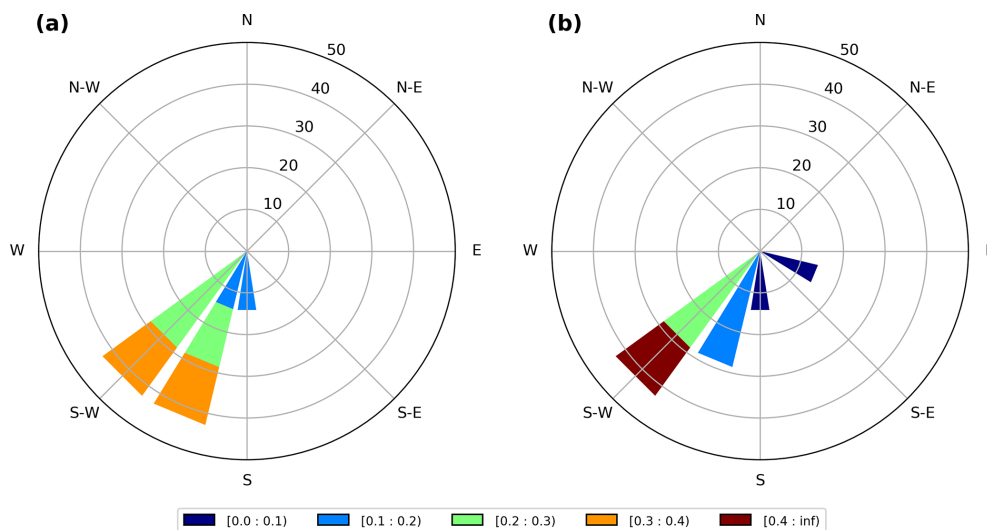 (a)
N
50
N-W
40
N-E
30
20
10
W
E
S-W
S-E
S
(b)
N
50
N-W
40
N-E
30
20
10
W
S-W
S-E
S
[0.0 : 0.1)
[0.1 : 0.2)
[0.2 : 0.3)
[0.3 : 0.4)
[0.4 : inf)